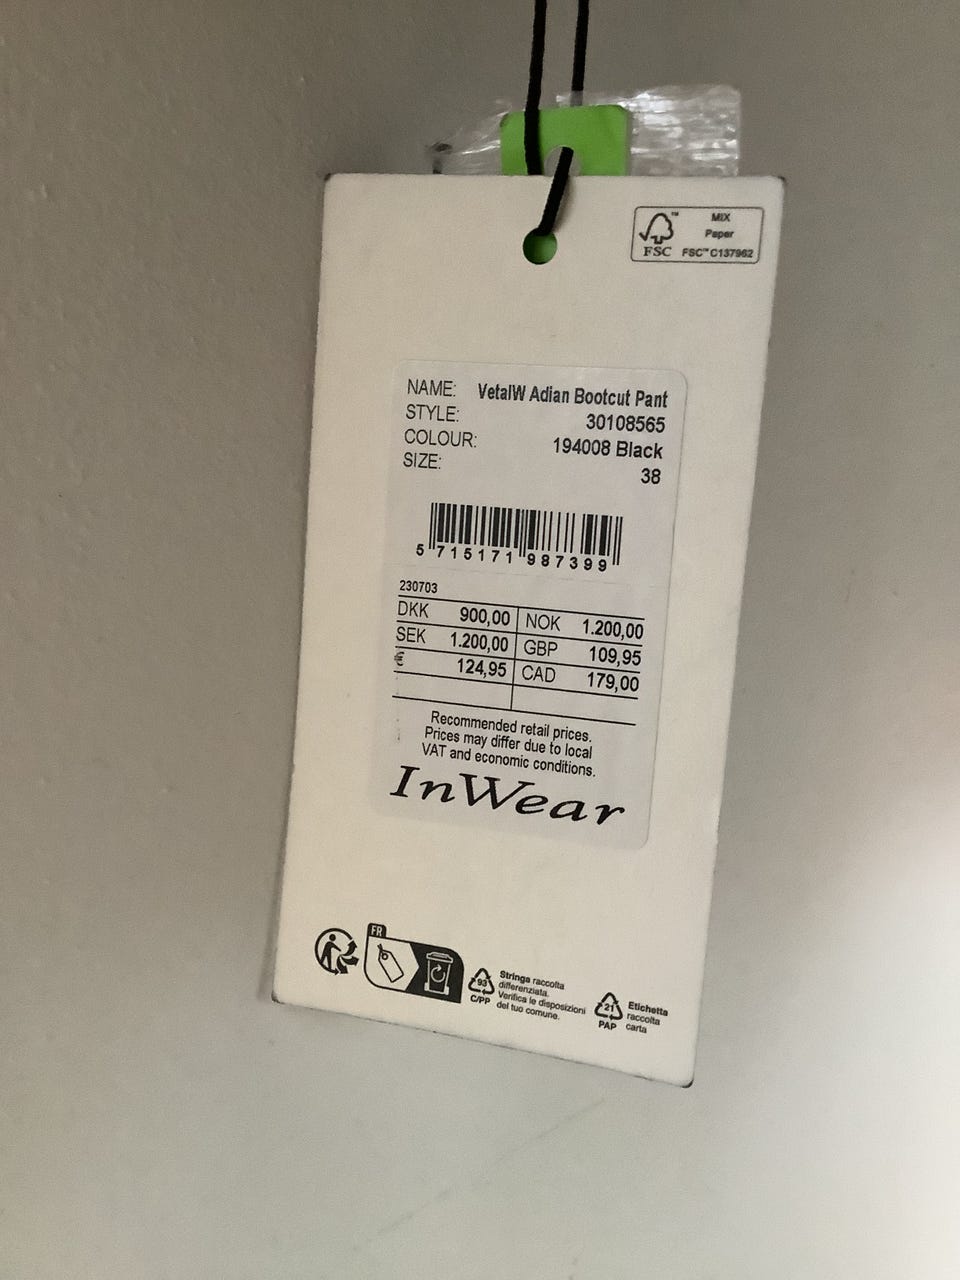 MIX
Paper
FSC™ FSC™ C137962
NAME: VetaIW Adian Bootcut Pant
STYLE: 30108565
COLOUR: 194008 Black
SIZE: 38
5 715171 987399
230703
DKK 900,00 NOK 1.200,00
SEK 1.200,00 GBP 109,95
€ 124,95 CAD 179,00
Recommended retail prices.
Prices may differ due to local
VAT and economic conditions.
InWear
FR
93
C/PP
Stringa raccolta
differenziata.
Verifica le disposizioni
del tuo comune.
21
PAP
Etichetta
raccolta
carta